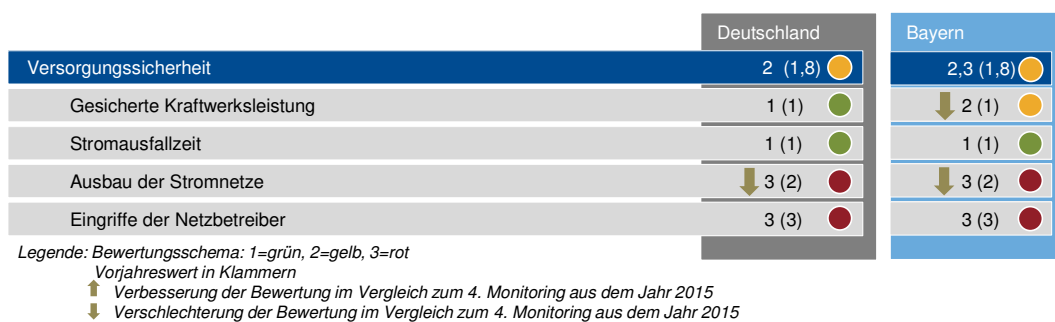 Deutschland Bayern
Versorgungssicherheit 2 (1,8) 2,3 (1,8)
Gesicherte Kraftwerksleistung 1 (1) 2 (1)
Stromausfallzeit 1 (1) 1 (1)
Ausbau der Stromnetze 3 (2) 3 (2)
Eingriffe der Netzbetreiber 3 (3) 3 (3)
Legende: Bewertungsschema: 1=grün, 2=gelb, 3=rot
Vorjahreswert in Klammern
Verbesserung der Bewertung im Vergleich zum 4. Monitoring aus dem Jahr 2015
Verschlechterung der Bewertung im Vergleich zum 4. Monitoring aus dem Jahr 2015